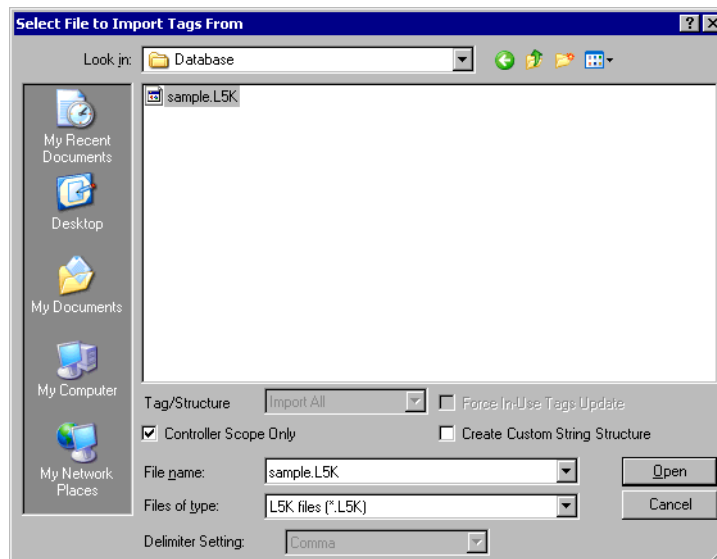 Select File to Import Tags From
Look in: Database
sample.L5K
My Recent
Documents
Desktop
My Documents
My Computer
My Network
Places
Tag/Structure Import All Force In-Use Tags Update
Controller Scope Only Create Custom String Structure
File name: sample.L5K Open
Files of type: L5K files (*.L5K) Cancel
Delimiter Setting: Comma